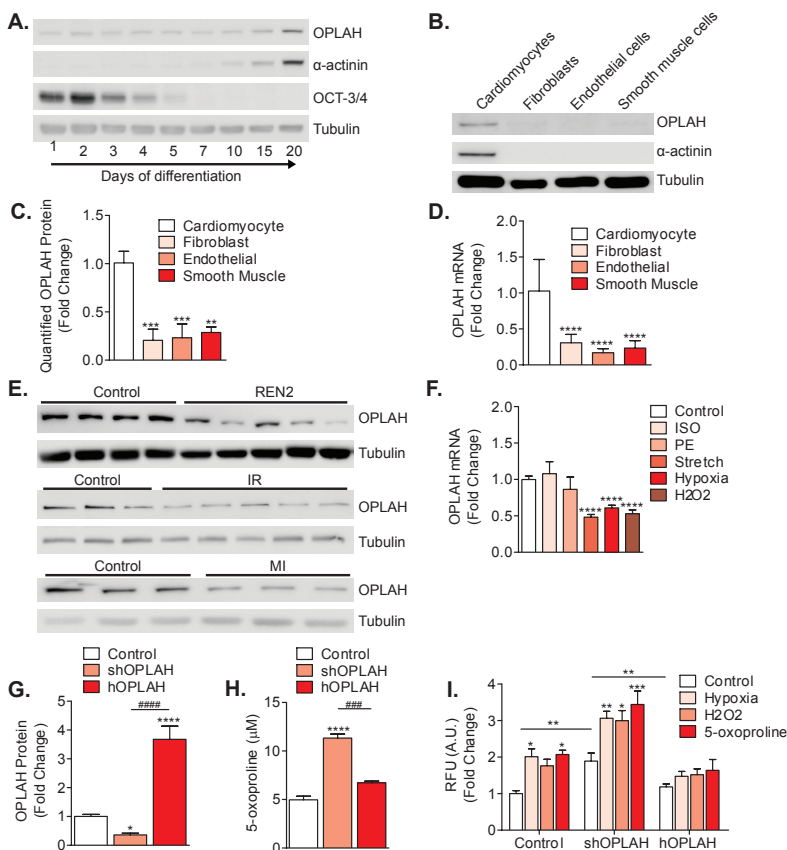 A.
OPLAH
α-actinin
OCT-3/4
Tubulin
1 2 3 4 5 7 10 15 20
Days of differentiation
B.
Cardiomyocytes
Fibroblasts
Endothelial cells
Smooth muscle cells
OPLAH
α-actinin
Tubulin
C.
Quantified OPLAH Protein
(Fold Change)
1.5
1.0
0.5
0.0
Cardiomyocyte
Fibroblast
Endothelial
Smooth Muscle
*** *** **
D.
OPLAH mRNA
(Fold Change)
2.0
1.5
1.0
0.5
0.0
Cardiomyocyte
Fibroblast
Endothelial
Smooth Muscle
**** **** ****
E.
Control REN2
OPLAH
Tubulin
Control IR
OPLAH
Tubulin
Control MI
OPLAH
Tubulin
F.
OPLAH mRNA
(Fold Change)
2.0
1.5
1.0
0.5
0.0
Control
ISO
PE
Stretch
Hypoxia
H2O2
**** **** ****
G.
Control
shOPLAH
hOPLAH
OPLAH Protein
(Fold Change)
5
4
3
2
1
0
####
****
*
H.
Control
shOPLAH
hOPLAH
5-oxoproline (μM)
15
10
5
0
###
****
I.
RFU (A.U.)
(Fold Change)
4
3
2
1
0
Control
Hypoxia
H2O2
5-oxoproline
**
**
* *
** * ***
Control shOPLAH hOPLAH